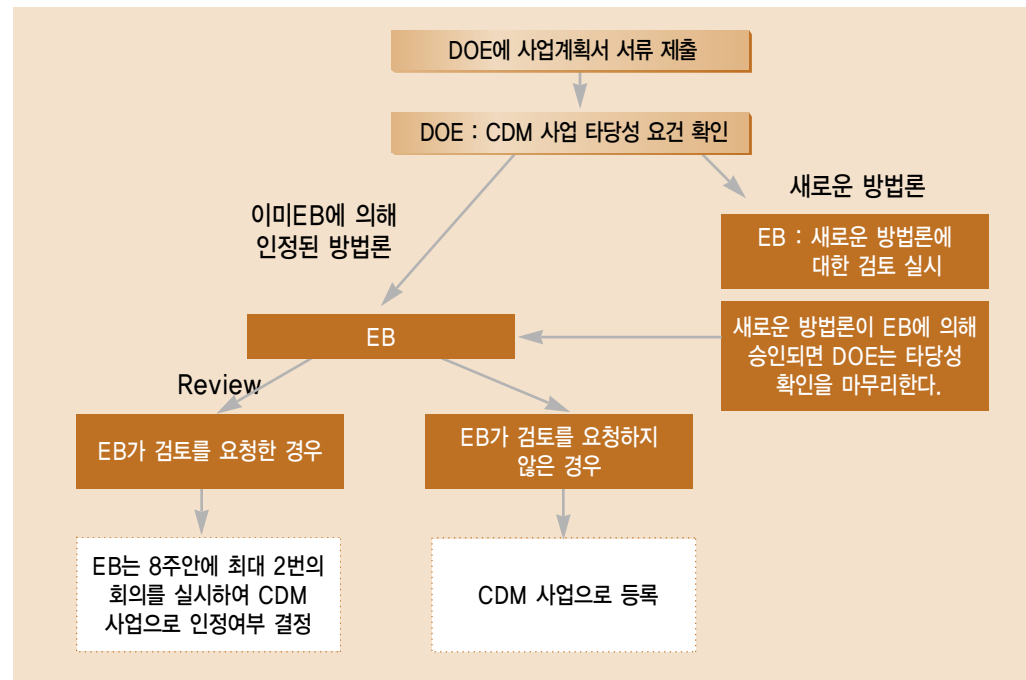 DOE에 사업계획서 서류 제출
DOE : CDM 사업 타당성 요건 확인
새로운 방법론
이미EB에 의해
인정된 방법론
EB : 새로운 방법론에
대한 검토 실시
새로운 방법론이 EB에 의해
승인되면 DOE는 타당성
확인을 마무리한다.
EB
Review
EB가 검토를 요청한 경우
EB가 검토를 요청하지
않은 경우
EB는 8주안에 최대 2번의
회의를 실시하여 CDM
사업으로 인정여부 결정
CDM 사업으로 등록